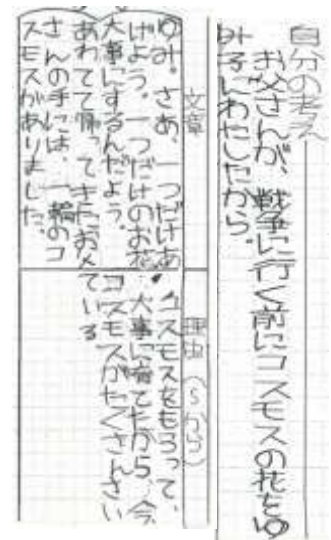 自分の考え
お父さんが、戦争に行く前にコスモスの花をゆ
み子にわたしたから。
文章
ゆみ。さあ、一つだけあ
げよう。一つだけのお花
大事にするんだよう。
あわてて帰ってきたお父
さんの手には、一輪のコ
スモスがありました。
理由(〜から)
コスモスをもらって、
大事に育てたから、今
コスモスがたくさんさい
ている